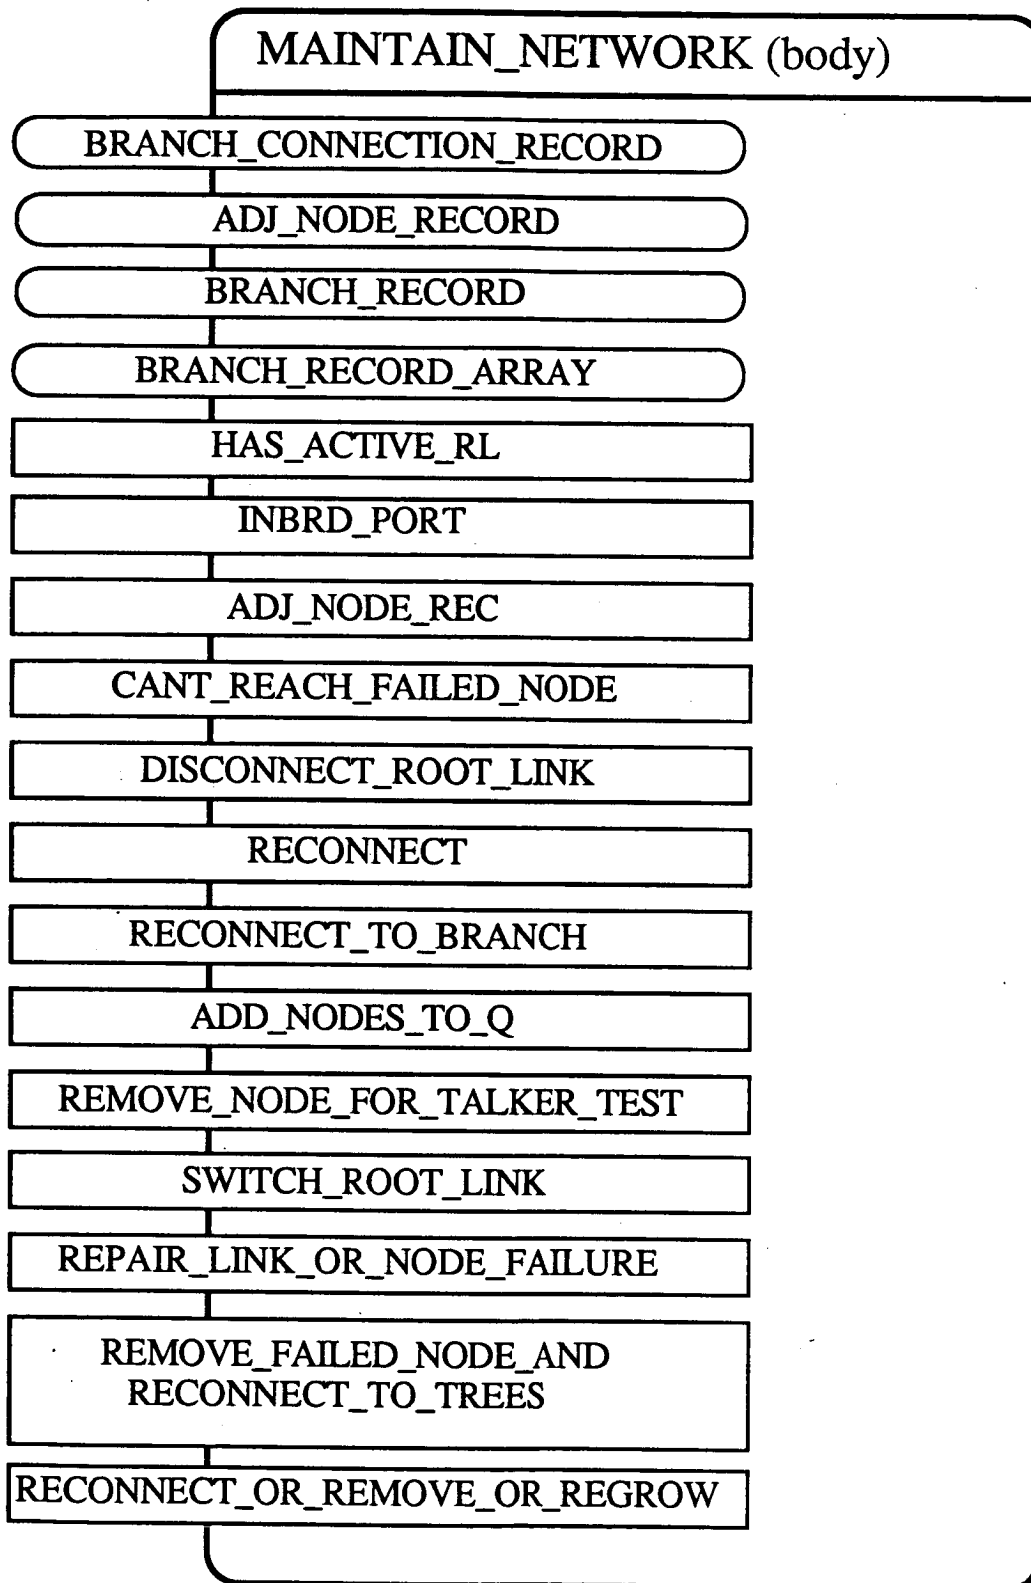 MAINTAIN_NETWORK (body)
BRANCH_CONNECTION_RECORD
ADJ_NODE_RECORD
BRANCH_RECORD
BRANCH_RECORD_ARRAY
HAS_ACTIVE_RL
INBRD_PORT
ADJ_NODE_REC
CANT_REACH_FAILED_NODE
DISCONNECT_ROOT_LINK
RECONNECT
RECONNECT_TO_BRANCH
ADD_NODES_TO_Q
REMOVE_NODE_FOR_TALKER_TEST
SWITCH_ROOT_LINK
REPAIR_LINK_OR_NODE_FAILURE
REMOVE_FAILED_NODE_AND
RECONNECT_TO_TREES
RECONNECT_OR_REMOVE_OR_REGROW